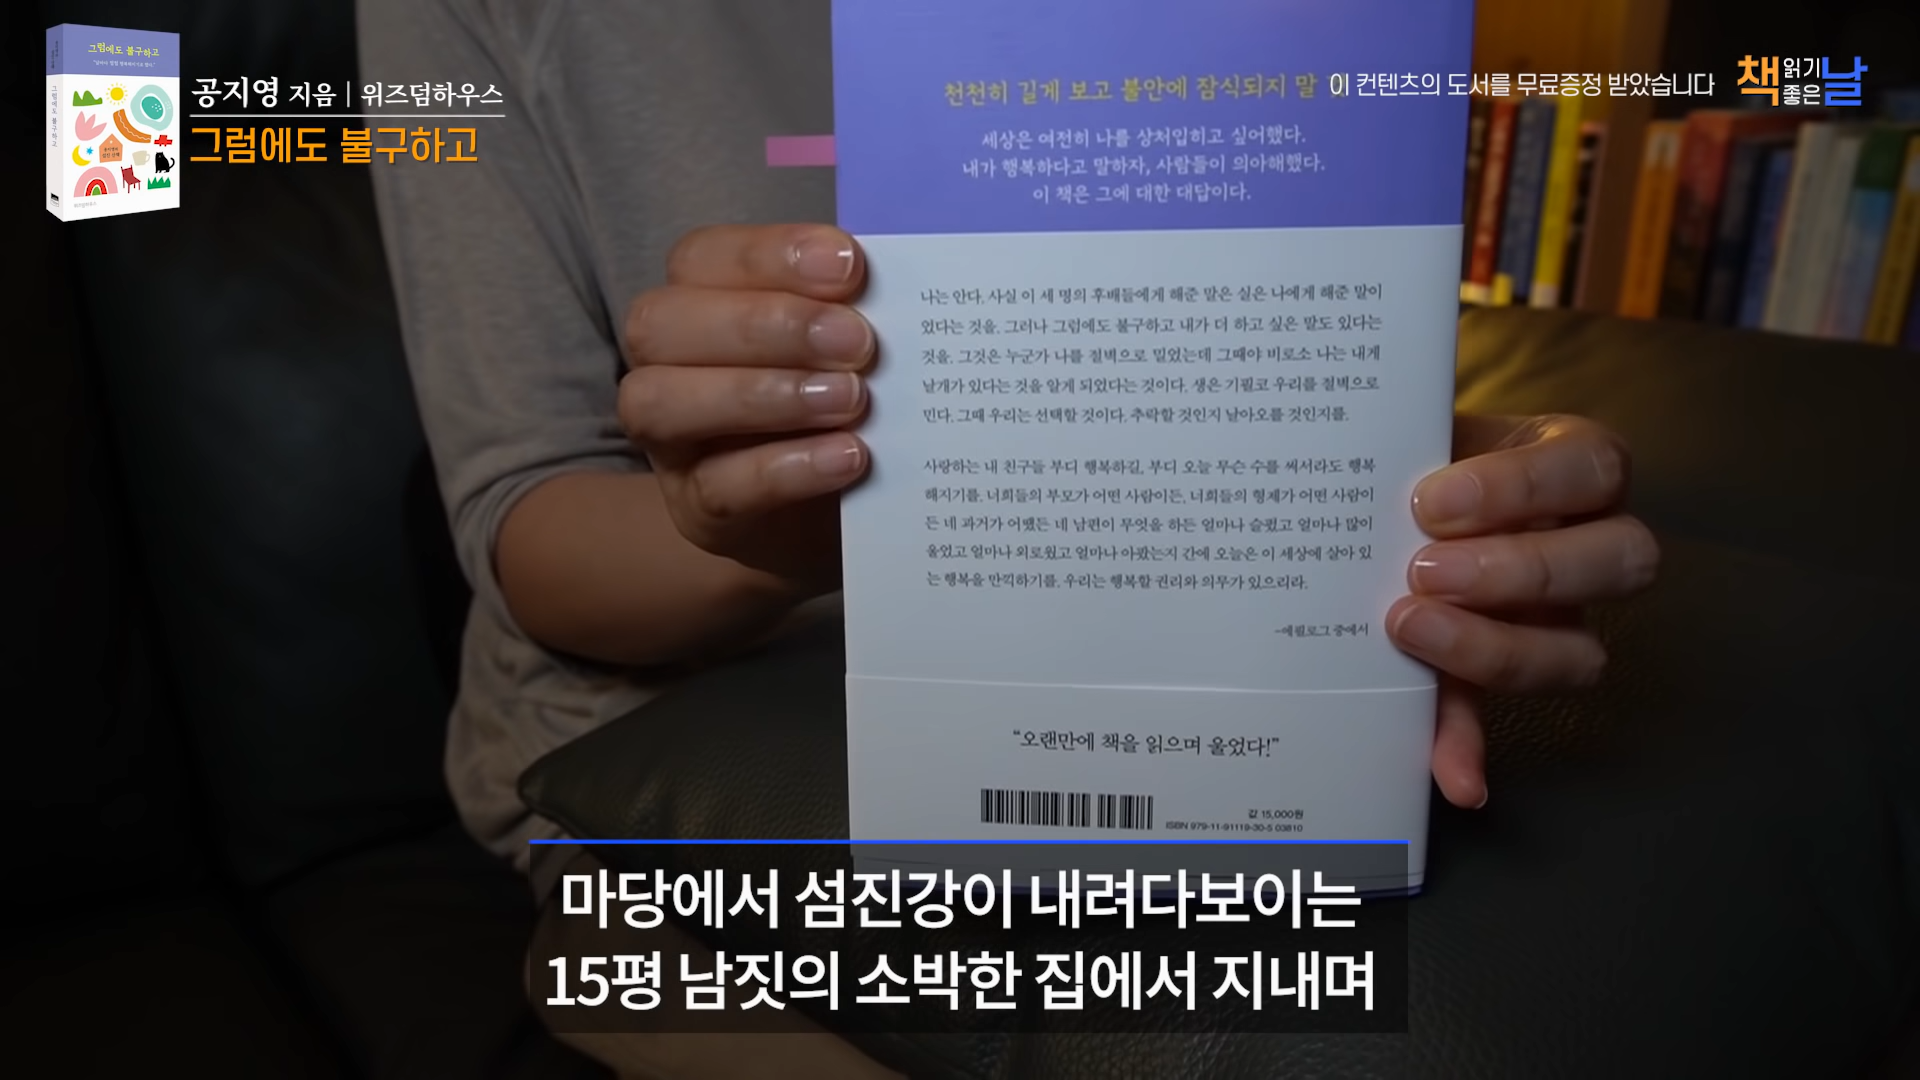 그럼에도 불구하고
그럼에도 불구하고
공지영 지음 | 위즈덤하우스
그럼에도 불구하고
이 컨텐츠의 도서를 무료증정 받았습니다
책 읽기 좋은 날
천천히 길게 보고 불안에 잠식되지 말
세상은 여전히 나를 상처입히고 싶어했다.
내가 행복하다고 말하자, 사람들이 의아해했다.
이 책은 그에 대한 대답이다.
나는 안다. 사실 이 세 명의 후배들에게 해준 말은 실은 나에게 해준 말이
었다는 것을. 그러나 그럼에도 불구하고 내가 더 하고 싶은 말도 있다는
것을. 그것은 누군가 나를 절벽으로 밀었는데 그때야 비로소 나는 내게
날개가 있다는 것을 알게 되었다는 것이다. 생은 기필코 우리를 절벽으로
민다. 그때 우리는 선택할 것이다. 추락할 것인지 날아오를 것인지를.
사랑하는 내 친구들 부디 행복하길. 부디 오늘 무슨 수를 써서라도 행복
해지기를. 너희들의 부모가 어떤 사람이든, 너희들의 형제가 어떤 사람이
든 네 과거가 어쨌든 네 남편이 무엇을 하든 얼마나 슬펐고 얼마나 많이
울었고 얼마나 외로웠고 얼마나 아팠는지 간에 오늘은 이 세상에 살아 있
는 행복을 만끽하기를. 우리는 행복할 권리와 의무가 있으리라.
-에필로그 중에서
“오랜만에 책을 읽으며 울었다!”
값 15,000원
ISBN 979-11-91119-30-5 03810
마당에서 섬진강이 내려다보이는
15평 남짓의 소박한 집에서 지내며